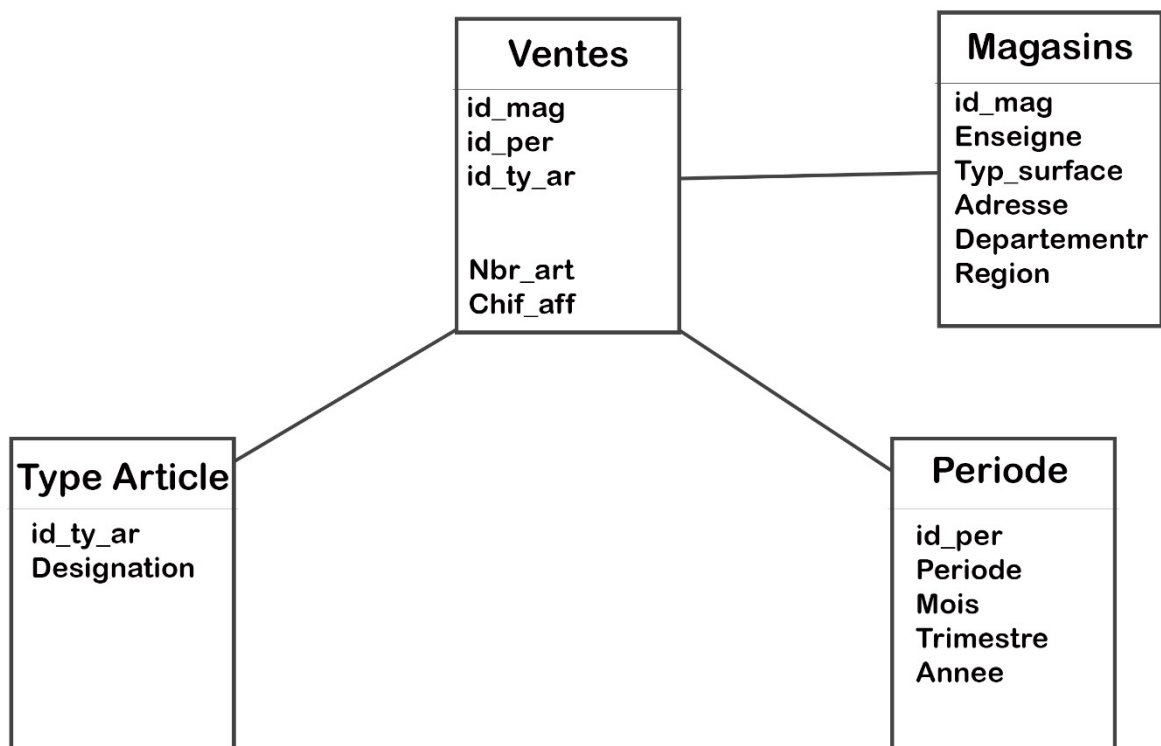 Ventes
id_mag
id_per
id_ty_ar
Nbr_art
Chif_aff
Magasins
id_mag
Enseigne
Typ_surface
Adresse
Departementr
Region
Type Article
id_ty_ar
Designation
Periode
id_per
Periode
Mois
Trimestre
Annee